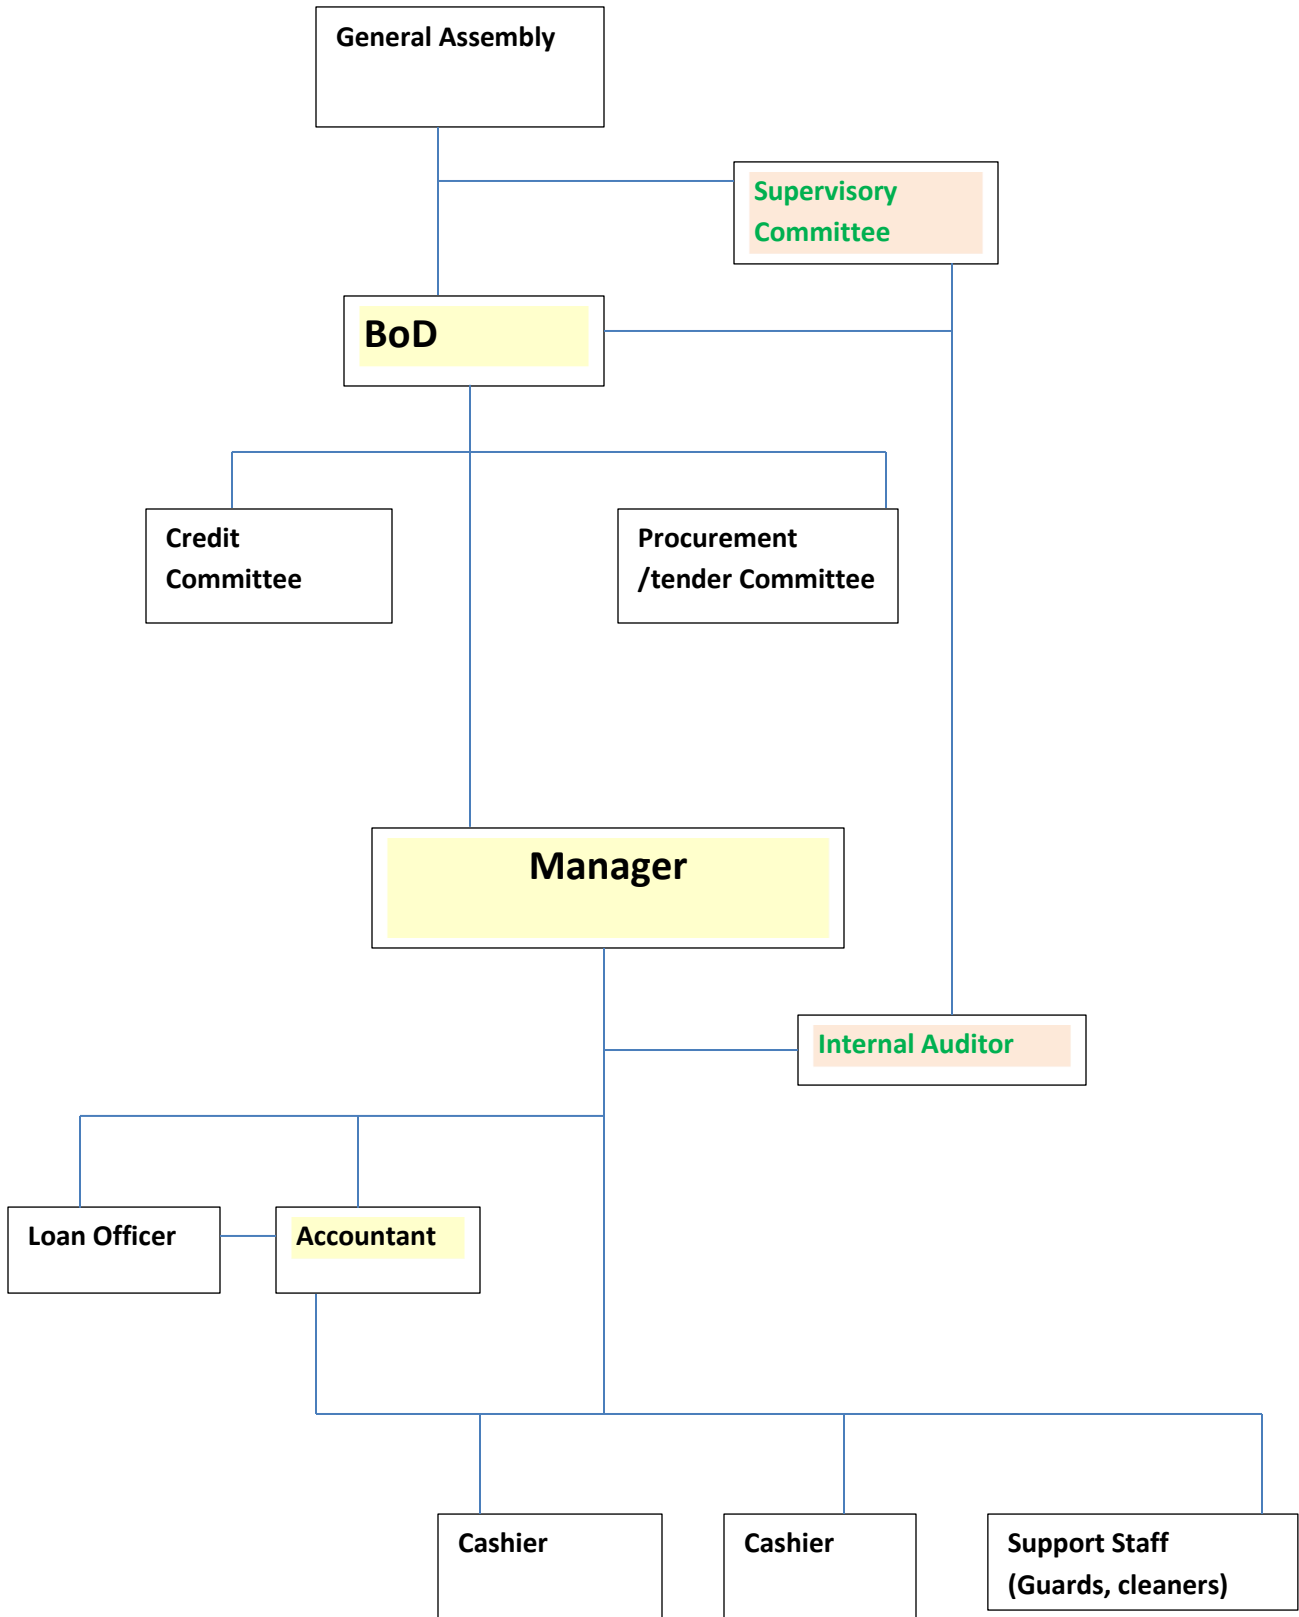 General Assembly
Supervisory
Committee
BoD
Credit
Committee
Procurement
/tender Committee
Manager
Internal Auditor
Loan Officer
Accountant
Cashier
Cashier
Support Staff
(Guards, cleaners)